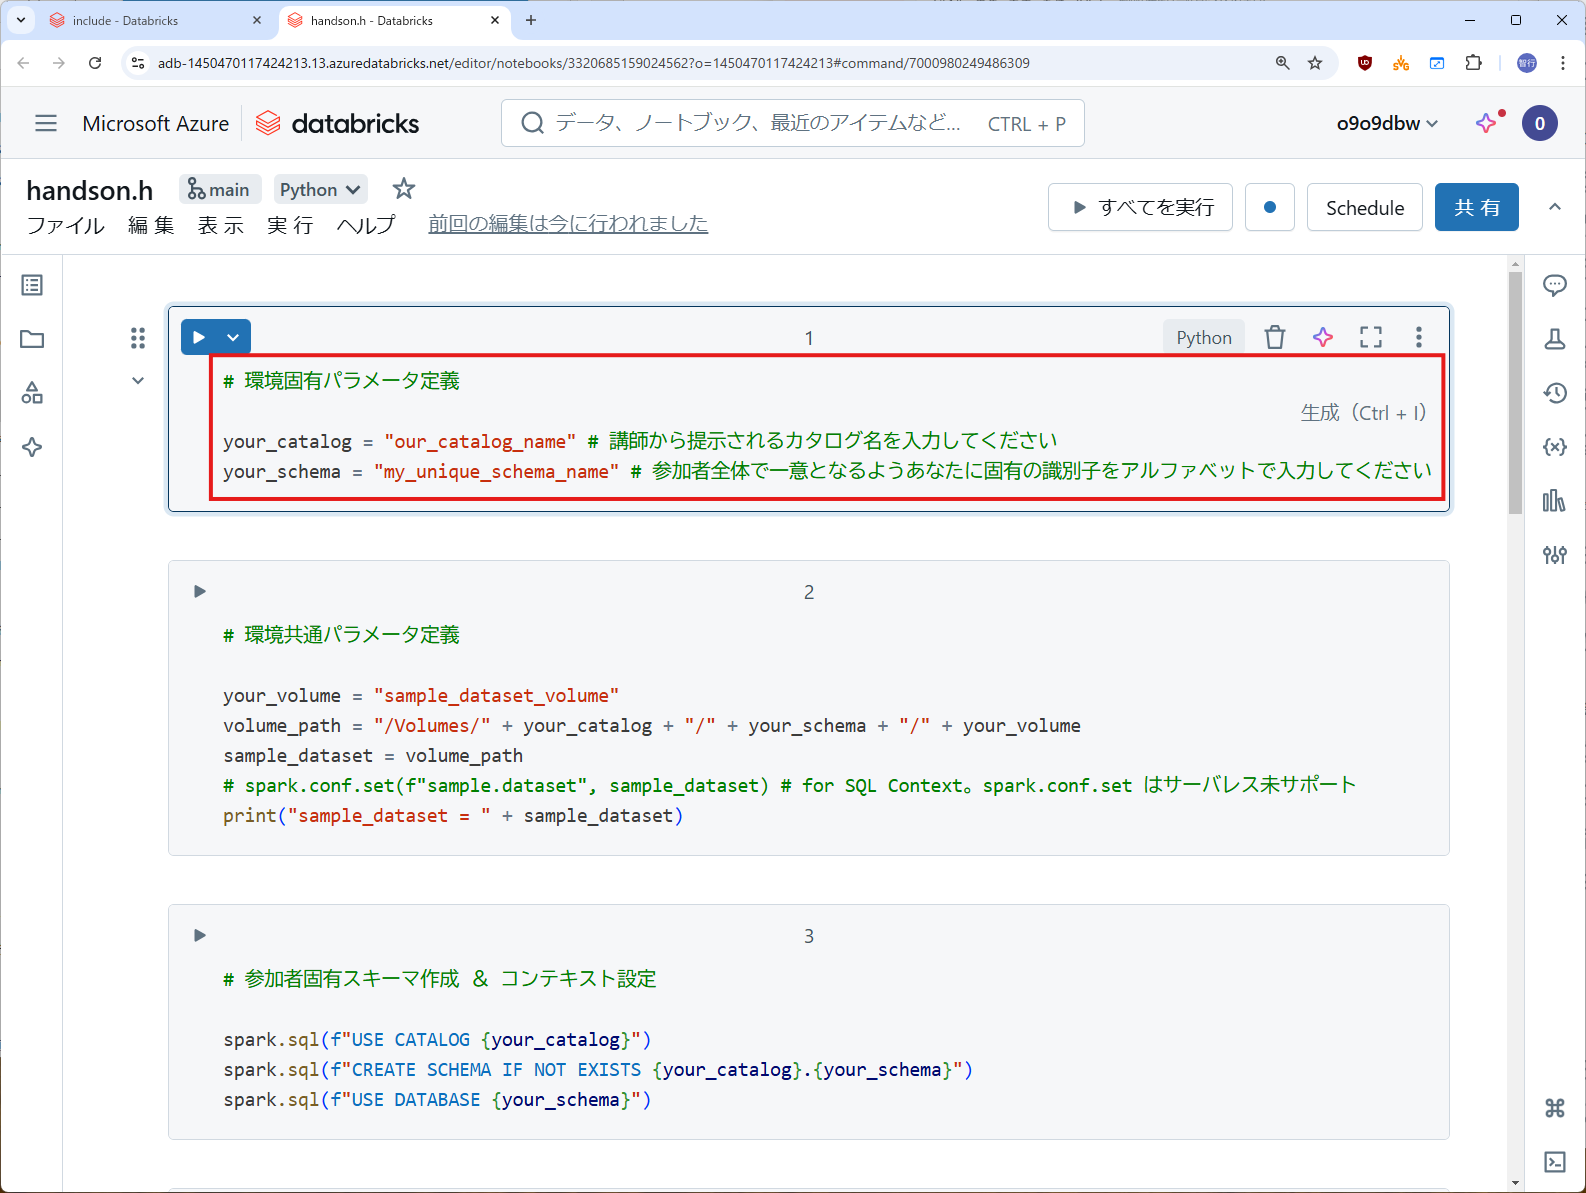 include - Databricks
handson.h - Databricks
adb-1450470117424213.13.azuredatabricks.net/editor/notebooks/3320685159024562?o=1450470117424213#command/7000980249486309
智行
Microsoft Azure
databricks
データ、ノートブック、最近のアイテムなど...
CTRL + P
o9o9dbw
O
handson.h
main
Python
ファイル 編集 表示 実行 ヘルプ
前回の編集は今に行われました
すべてを実行
Schedule
共有
1
Python
# 環境固有パラメータ定義
生成（Ctrl + I）
your_catalog = "our_catalog_name" # 講師から提示されるカタログ名を入力してください
your_schema = "my_unique_schema_name" # 参加者全体で一意となるようあなたに固有の識別子をアルファベットで入力してください
2
# 環境共通パラメータ定義
your_volume = "sample_dataset_volume"
volume_path = "/Volumes/" + your_catalog + "/" + your_schema + "/" + your_volume
sample_dataset = volume_path
# spark.conf.set(f"sample.dataset", sample_dataset) # for SQL Context。spark.conf.set はサーバレス未サポート
print("sample_dataset = " + sample_dataset)
3
# 参加者固有スキーマ作成 ＆ コンテキスト設定
spark.sql(f"USE CATALOG {your_catalog}")
spark.sql(f"CREATE SCHEMA IF NOT EXISTS {your_catalog}.{your_schema}")
spark.sql(f"USE DATABASE {your_schema}")